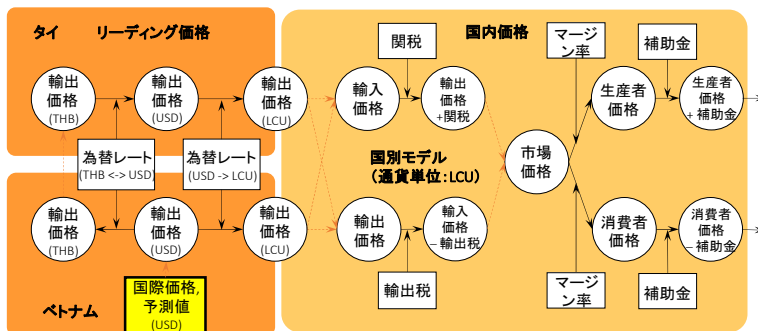 タイ
リーディング価格
国内価格
関税
マージ
ン率
補助金
輸出
価格
(THB)
輸出
価格
(USD)
輸出
価格
(LCU)
輸入
価格
輸出
価格
+関税
生産者
価格
生産者
価格
+補助金
為替レート
(THB <-> USD)
為替レート
(USD -> LCU)
国別モデル
(通貨単位:LCU)
市場
価格
輸出
価格
(THB)
輸出
価格
(USD)
輸出
価格
(LCU)
輸出
価格
輸入
価格
–輸出税
消費者
価格
消費者
価格
–補助金
国際価格,
予測値
(USD)
輸出税
マージ
ン率
補助金
ベトナム